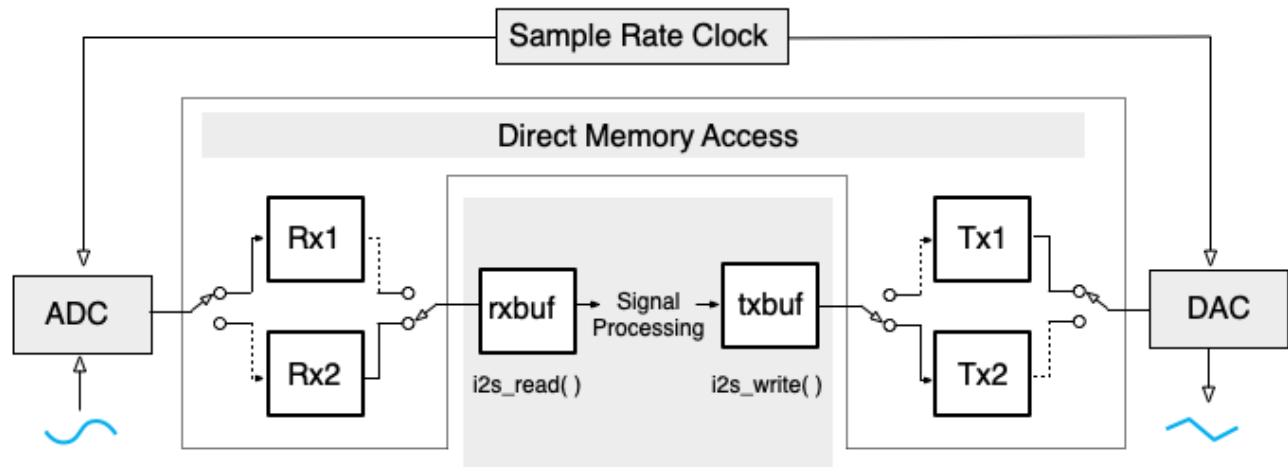 Sample Rate Clock
Direct Memory Access
Rx1
Tx1
ADC
rxbuf
Signal
Processing
txbuf
DAC
Rx2
Tx2
i2s_read( )
i2s_write( )